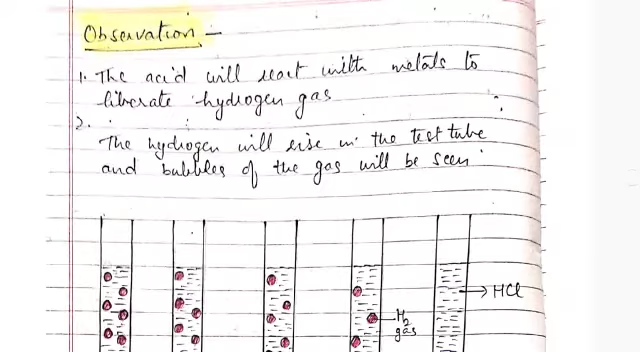 Observation -
1. The acid will react with metals to
liberate hydrogen gas
2.
The hydrogen will rise in the test tube
and bubbles of the gas will be seen
→ HCl
H2
gas